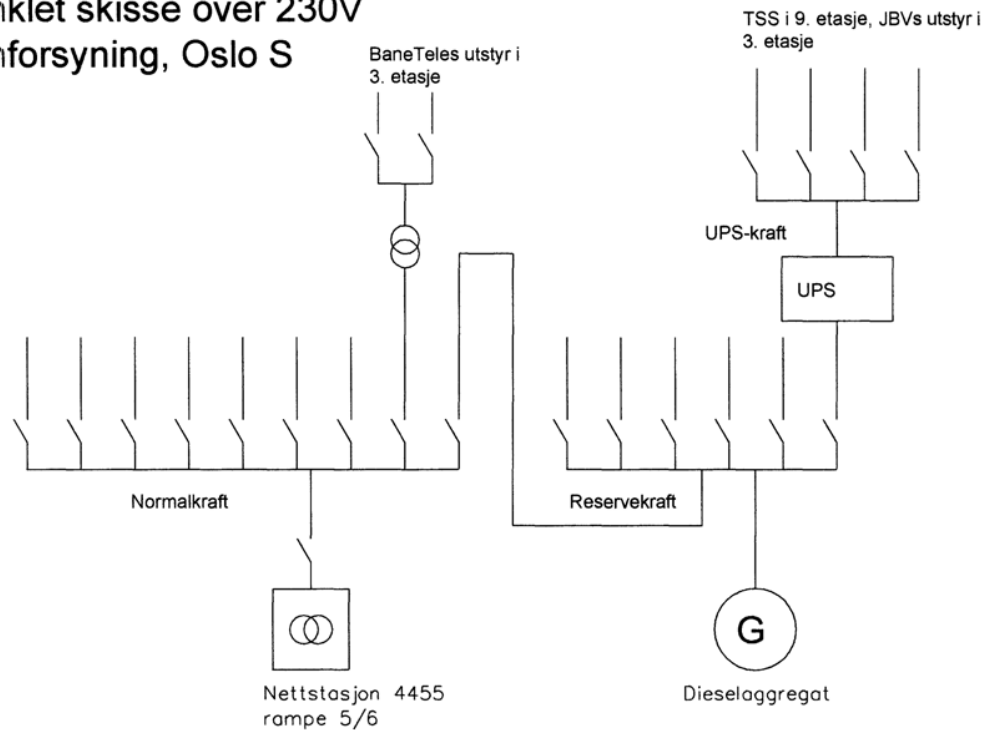 nklet skisse over 230V
nforsyning, Oslo S
BaneTeles utstyr i
3. etasje
TSS i 9. etasje, JBVs utstyr i
3. etasje
UPS-kraft
UPS
Normalkraft
Reservekraft
G
Nettstasjon 4455
rampe 5/6
Dieselaggregat